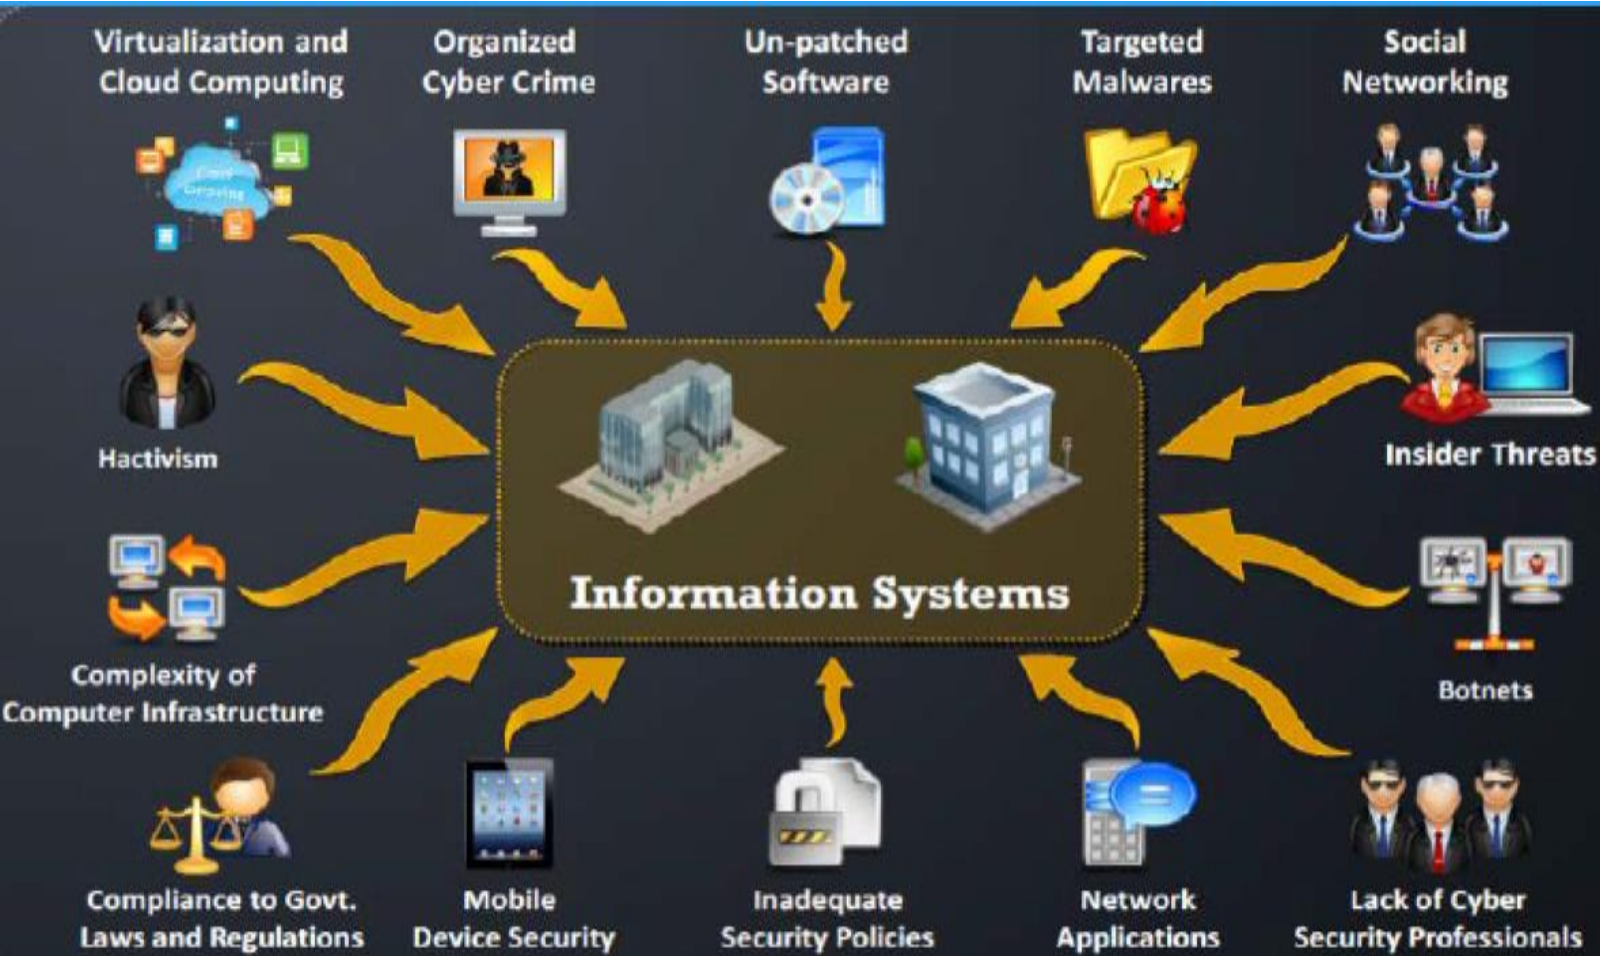 Virtualization and
Cloud Computing
Organized
Cyber Crime
Un-patched
Software
Targeted
Malwares
Social
Networking
Cloud
Computing
Hactivism
Insider Threats
Information Systems
Complexity of
Computer Infrastructure
Botnets
Compliance to Govt.
Laws and Regulations
Mobile
Device Security
Inadequate
Security Policies
Network
Applications
Lack of Cyber
Security Professionals